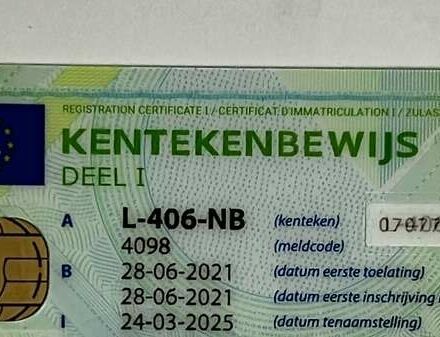 REGISTRATION CERTIFICATE I / CERTIFICAT D'IMMATRICULATION I / ZULAS
KENTEKENBEWIJS
DEEL I
A L-406-NB (kenteken)
4098 (meldcode)
B 28-06-2021 (datum eerste toelating)
28-06-2021 (datum eerste inschrijving
I 24-03-2025 (datum tenaamstelling)